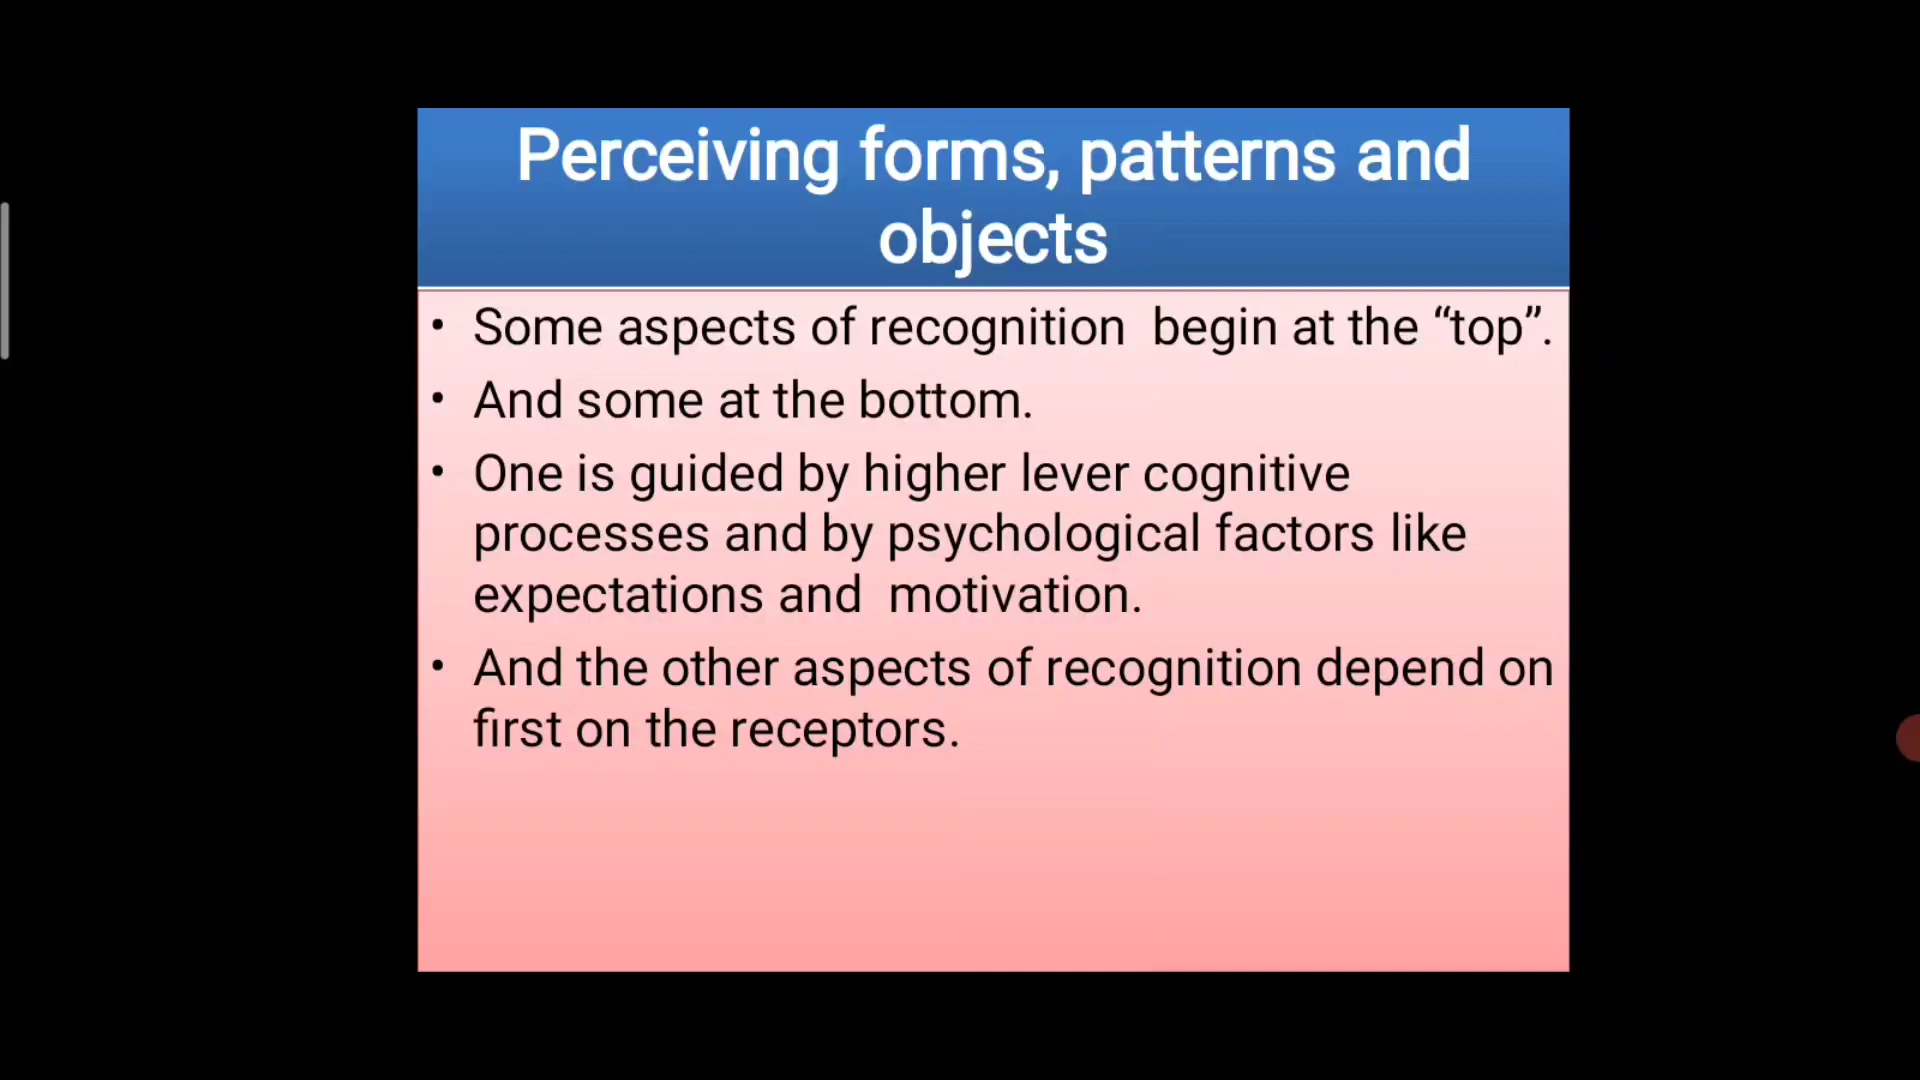 Perceiving forms, patterns and
objects
• Some aspects of recognition  begin at the “top”.
• And some at the bottom.
• One is guided by higher lever cognitive
processes and by psychological factors like
expectations and  motivation.
• And the other aspects of recognition depend on
first on the receptors.